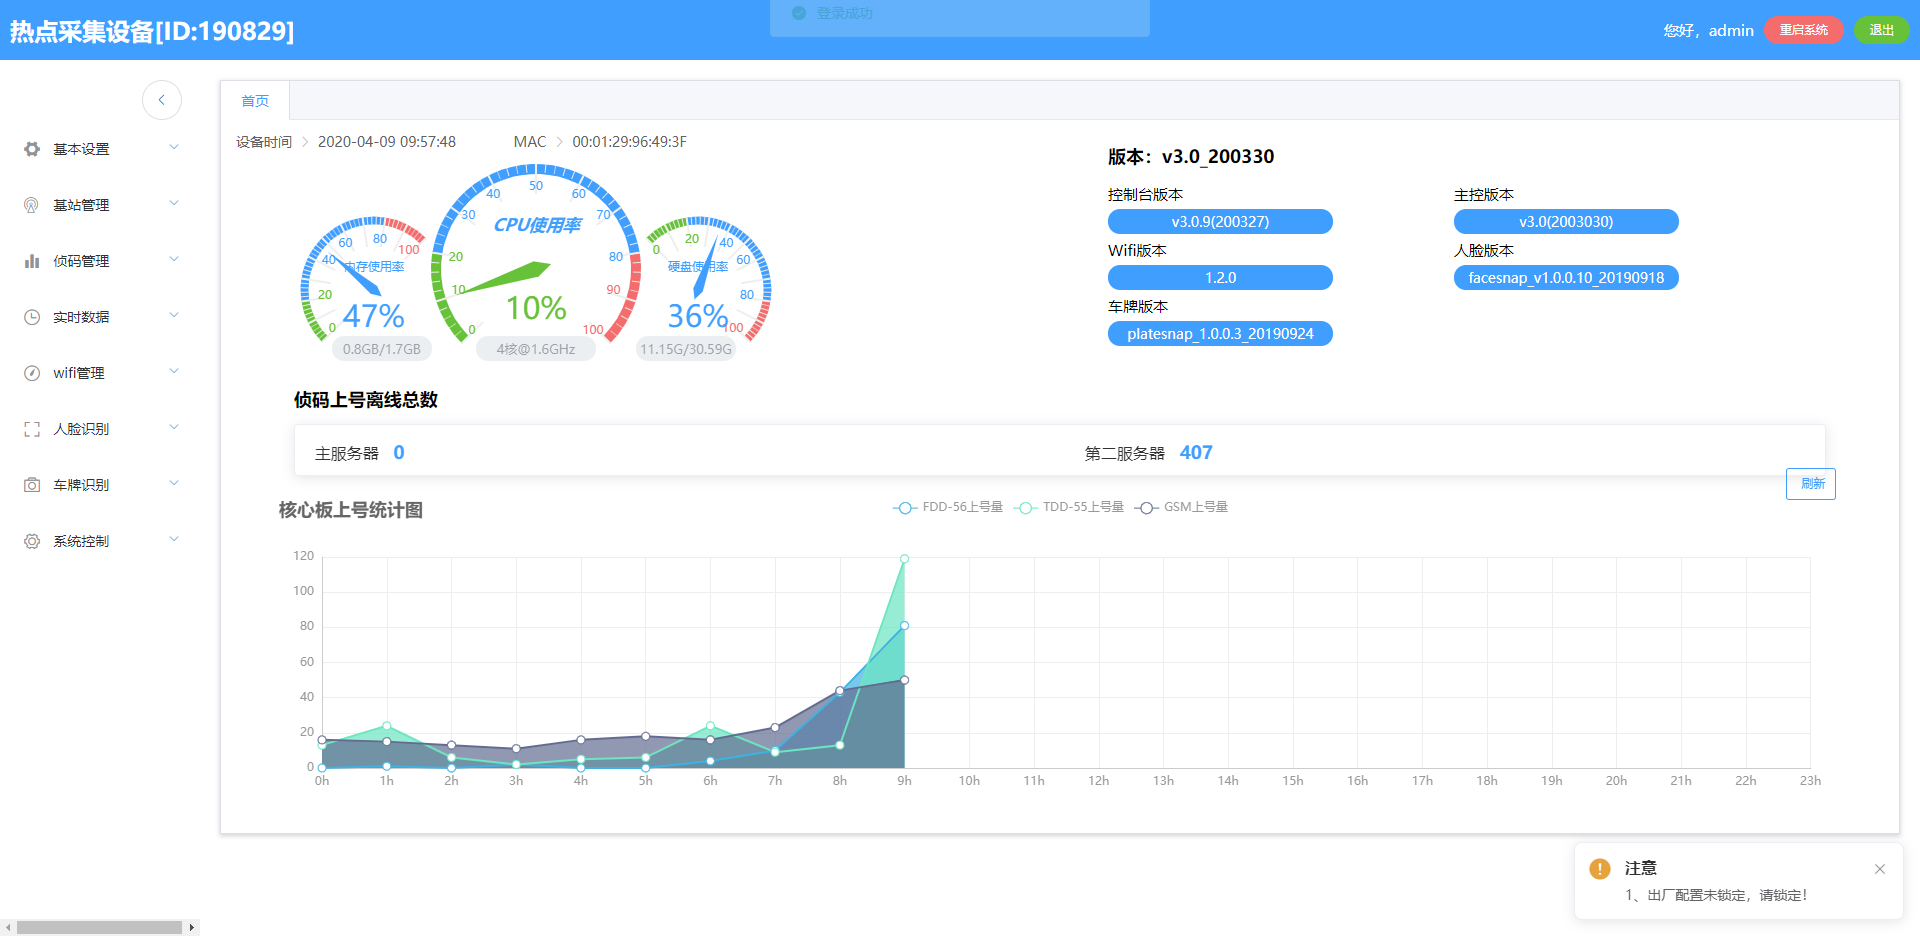 热点采集设备[ID:190829]
登录成功
您好，admin
重启系统
退出
首页
基本设置
基站管理
侦码管理
实时数据
wifi管理
人脸识别
车牌识别
系统控制
设备时间 > 2020-04-09 09:57:48
MAC > 00:01:29:96:49:3F
0 20 40 60 80 100
内存使用率
47%
0.8GB/1.7GB
0 10 20 30 40 50 60 70 80 90 100
CPU使用率
10%
4核@1.6GHz
0 20 40 60 80 100
硬盘使用率
36%
11.15G/30.59G
版本：v3.0_200330
控制台版本
v3.0.9(200327)
主控版本
v3.0(2003030)
Wifi版本
1.2.0
人脸版本
facesnap_v1.0.0.10_20190918
车牌版本
platesnap_1.0.0.3_20190924
侦码上号离线总数
主服务器 0
第二服务器 407
刷新
核心板上号统计图
FDD-56上号量 TDD-55上号量 GSM上号量
120
100
80
60
40
20
0
0h 1h 2h 3h 4h 5h 6h 7h 8h 9h 10h 11h 12h 13h 14h 15h 16h 17h 18h 19h 20h 21h 22h 23h
注意
1、出厂配置未锁定，请锁定!